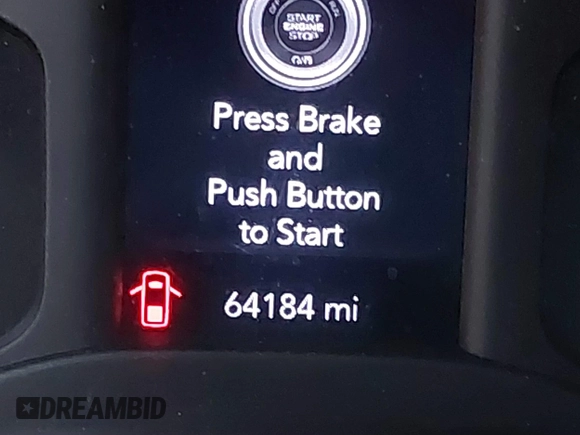 START
ENGINE
STOP
Press Brake
and
Push Button
to Start
64184 mi
DREAMBID